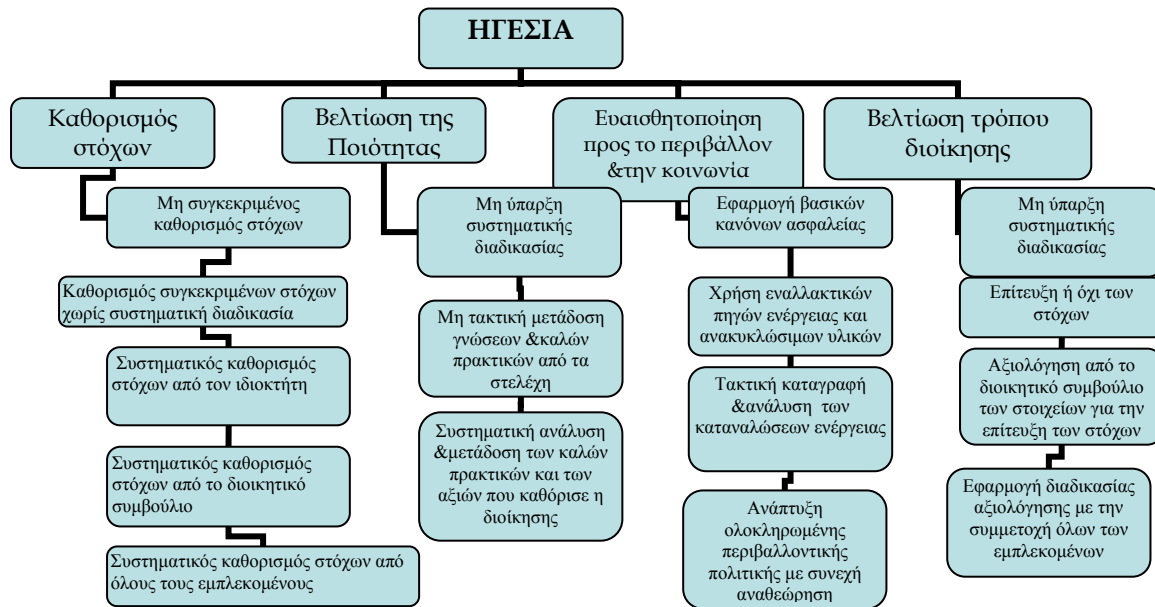 ΗΓΕΣΙΑ
Καθορισμός
στόχων
Μη συγκεκριμένος
καθορισμός στόχων
Καθορισμός συγκεκριμένων στόχων
χωρίς συστηματική διαδικασία
Συστηματικός καθορισμός
στόχων από τον ιδιοκτήτη
Συστηματικός καθορισμός
στόχων από το διοικητικό
συμβούλιο
Συστηματικός καθορισμός στόχων από
όλους τους εμπλεκομένους
Βελτίωση της
Ποιότητας
Μη ύπαρξη
συστηματικής
διαδικασίας
Μη τακτική μετάδοση
γνώσεων &καλών
πρακτικών από τα
στελέχη
Συστηματική ανάλυση
&μετάδοση των καλών
πρακτικών και των
αξιών που καθόρισε η
διοίκησης
Ευαισθητοποίηση
προς το περιβάλλον
&την κοινωνία
Εφαρμογή βασικών
κανόνων ασφαλείας
Χρήση εναλλακτικών
πηγών ενέργειας και
ανακυκλώσιμων υλικών
Τακτική καταγραφή
&ανάλυση των
καταναλώσεων ενέργειας
Ανάπτυξη
ολοκληρωμένης
περιβαλλοντικής
πολιτικής με συνεχή
αναθεώρηση
Βελτίωση τρόπου
διοίκησης
Μη ύπαρξη
συστηματικής
διαδικασίας
Επίτευξη ή όχι των
στόχων
Αξιολόγηση από το
διοικητικό συμβούλιο
των στοιχείων για την
επίτευξη των στόχων
Εφαρμογή διαδικασίας
αξιολόγησης με την
συμμετοχή όλων των
εμπλεκομένων